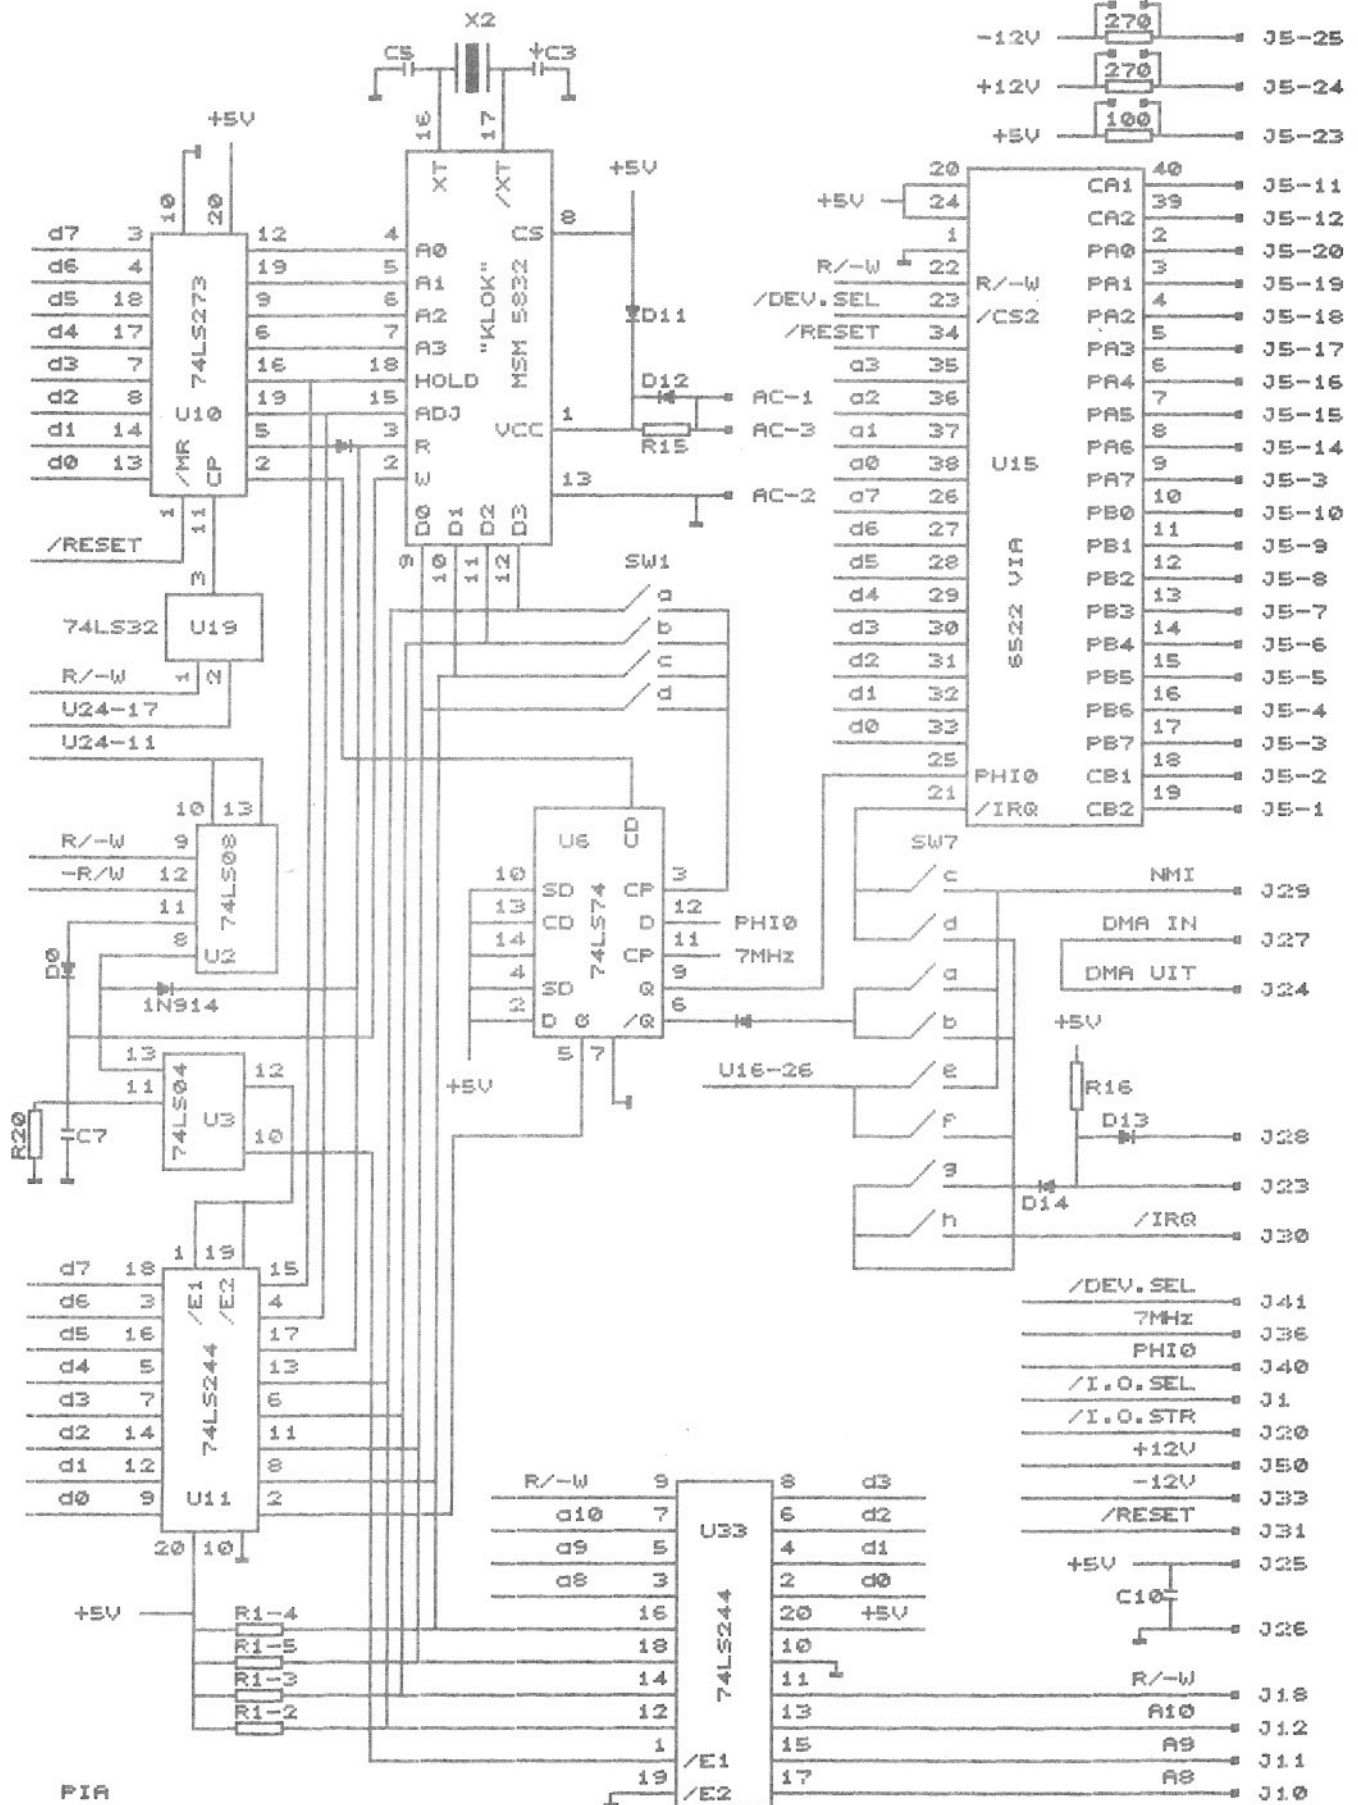 X2
C5
+C3
16
17
-12V
270
J5-25
+12V
270
J5-24
+5V
100
J5-23
+5V
10
20
XT
/XT
"KLOK"
MSM 5832
8
CS
+5V
D11
D12
AC-1
1
VCC
AC-3
R15
13
AC-2
d7 3
12
4 A0
d6 4
19
5 A1
d5 18
9
6 A2
d4 17
6
7 A3
d3 7
16
18 HOLD
d2 8
19
15 ADJ
d1 14
5
3 R
d0 13
2
2 W
74LS273
U10
/MR
CP
1
11
/RESET
D0
D1
D2
D3
9
10
11
12
3
74LS32
U19
1
2
R/-W
U24-17
U24-11
SW1
a
b
c
d
+5V
20
24
1
R/-W 22 R/-W
/DEV.SEL 23 /CS2
/RESET 34
a3 35
a2 36
a1 37
a0 38
a7 26
d6 27
d5 28
d4 29
d3 30
d2 31
d1 32
d0 33
25 PHI0
21 /IRQ
U15
6522 VIA
CA1 40 J5-11
CA2 39 J5-12
PA0 2 J5-20
PA1 3 J5-19
PA2 4 J5-18
PA3 5 J5-17
PA4 6 J5-16
PA5 7 J5-15
PA6 8 J5-14
PA7 9 J5-3
PB0 10 J5-10
PB1 11 J5-9
PB2 12 J5-8
PB3 13 J5-7
PB4 14 J5-6
PB5 15 J5-5
PB6 16 J5-4
PB7 17 J5-3
CB1 18 J5-2
CB2 19 J5-1
10
13
R/-W 9
-R/W 12
11
8
74LS08
U2
D0
1N914
13
11
74LS04
U3
12
10
R20
C7
U6
74LS74
CD
10 SD
13 CD
14
4 SD
2 D
Q
/Q
5
7
3
CP
12
D PHI0
11
CP 7MHz
9
Q
6
+5V
SW7
c
d
a
b
e
f
g
h
U16-26
NMI
J29
DMA IN
J27
DMA UIT
J24
+5V
R16
D13
J28
J23
D14
/IRQ
J30
1
19
/E1
/E2
d7 18
15
d6 3
4
d5 16
17
d4 5
13
d3 7
6
d2 14
11
d1 12
8
d0 9
2
74LS244
U11
20
10
+5V
R1-4
R1-5
R1-3
R1-2
/DEV.SEL
J41
7MHz
J36
PHI0
J40
/I.O.SEL
J1
/I.O.STR
J20
+12V
J50
-12V
J33
/RESET
J31
+5V
J25
C10
J26
R/-W 9
8 d3
a10 7
6 d2
a9 5
4 d1
a8 3
2 d0
16
20 +5V
18
10
14
11 R/-W J18
12
13 A10 J12
1 /E1
15 A9 J11
19 /E2
17 A8 J10
U33
74LS244
PIA